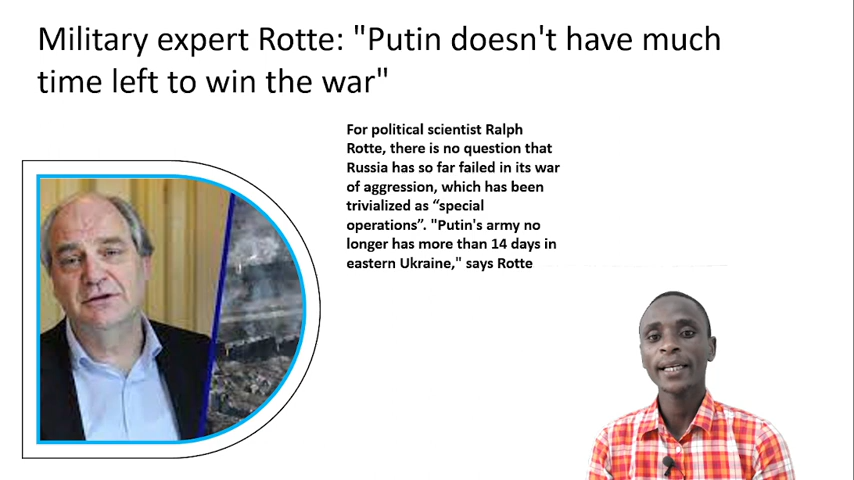 Military expert Rotte: "Putin doesn't have much
time left to win the war"
For political scientist Ralph
Rotte, there is no question that
Russia has so far failed in its war
of aggression, which has been
trivialized as “special
operations”. "Putin's army no
longer has more than 14 days in
eastern Ukraine," says Rotte